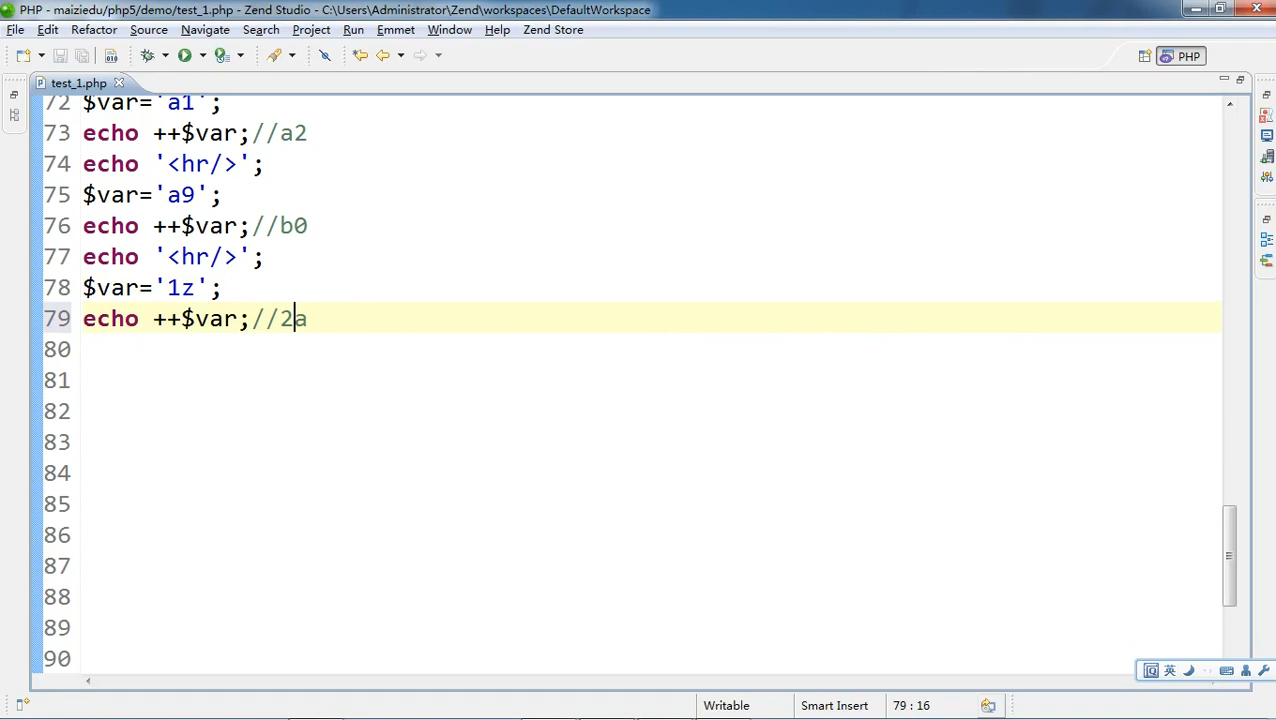 PHP - maiziedu/php5/demo/test_1.php - Zend Studio - C:\Users\Administrator\Zend\workspaces\DefaultWorkspace
File Edit Refactor Source Navigate Search Project Run Emmet Window Help Zend Store
PHP
test_1.php
72 $var='a1';
73 echo ++$var;//a2
74 echo '<hr/>';
75 $var='a9';
76 echo ++$var;//b0
77 echo '<hr/>';
78 $var='1z';
79 echo ++$var;//2a
80
81
82
83
84
85
86
87
88
89
90
英
Writable Smart Insert 79 : 16